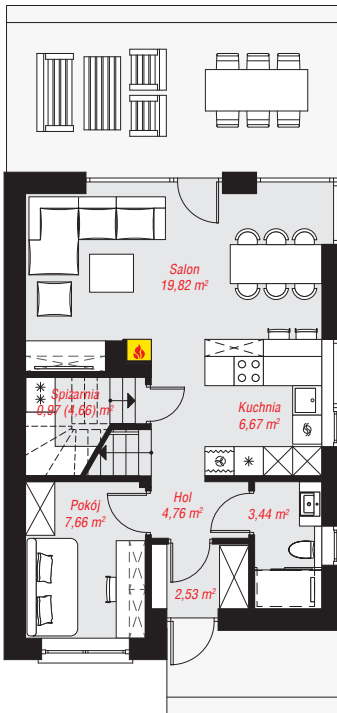 Salon
19,82 m²
Spiżarnia
0,97 (4,66) m²
Kuchnia
6,67 m²
Pokój
7,66 m²
Hol
4,76 m²
3,44 m²
2,53 m²